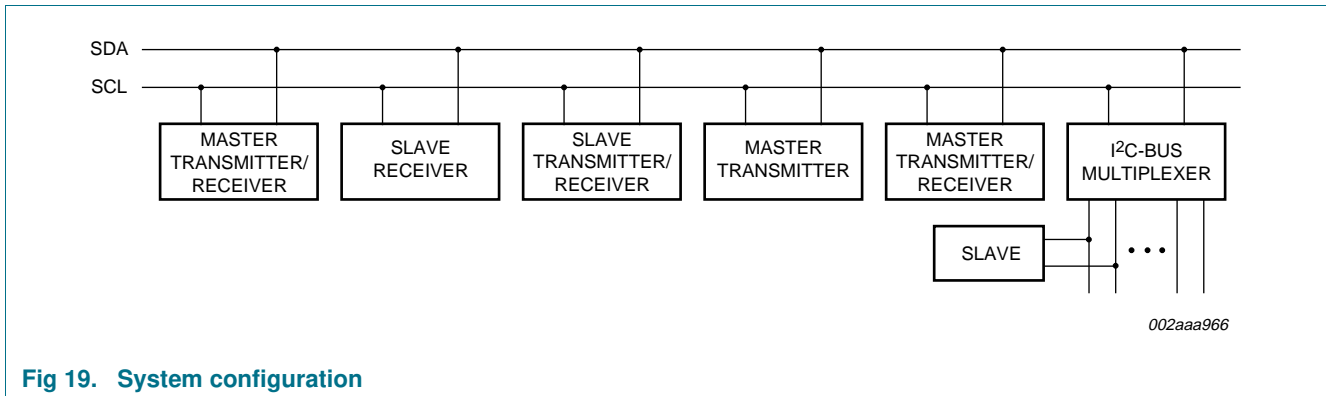 SDA
SCL
MASTER
TRANSMITTER/
RECEIVER
SLAVE
RECEIVER
SLAVE
TRANSMITTER/
RECEIVER
MASTER
TRANSMITTER
MASTER
TRANSMITTER/
RECEIVER
I²C-BUS
MULTIPLEXER
SLAVE
002aaa966
Fig 19. System configuration